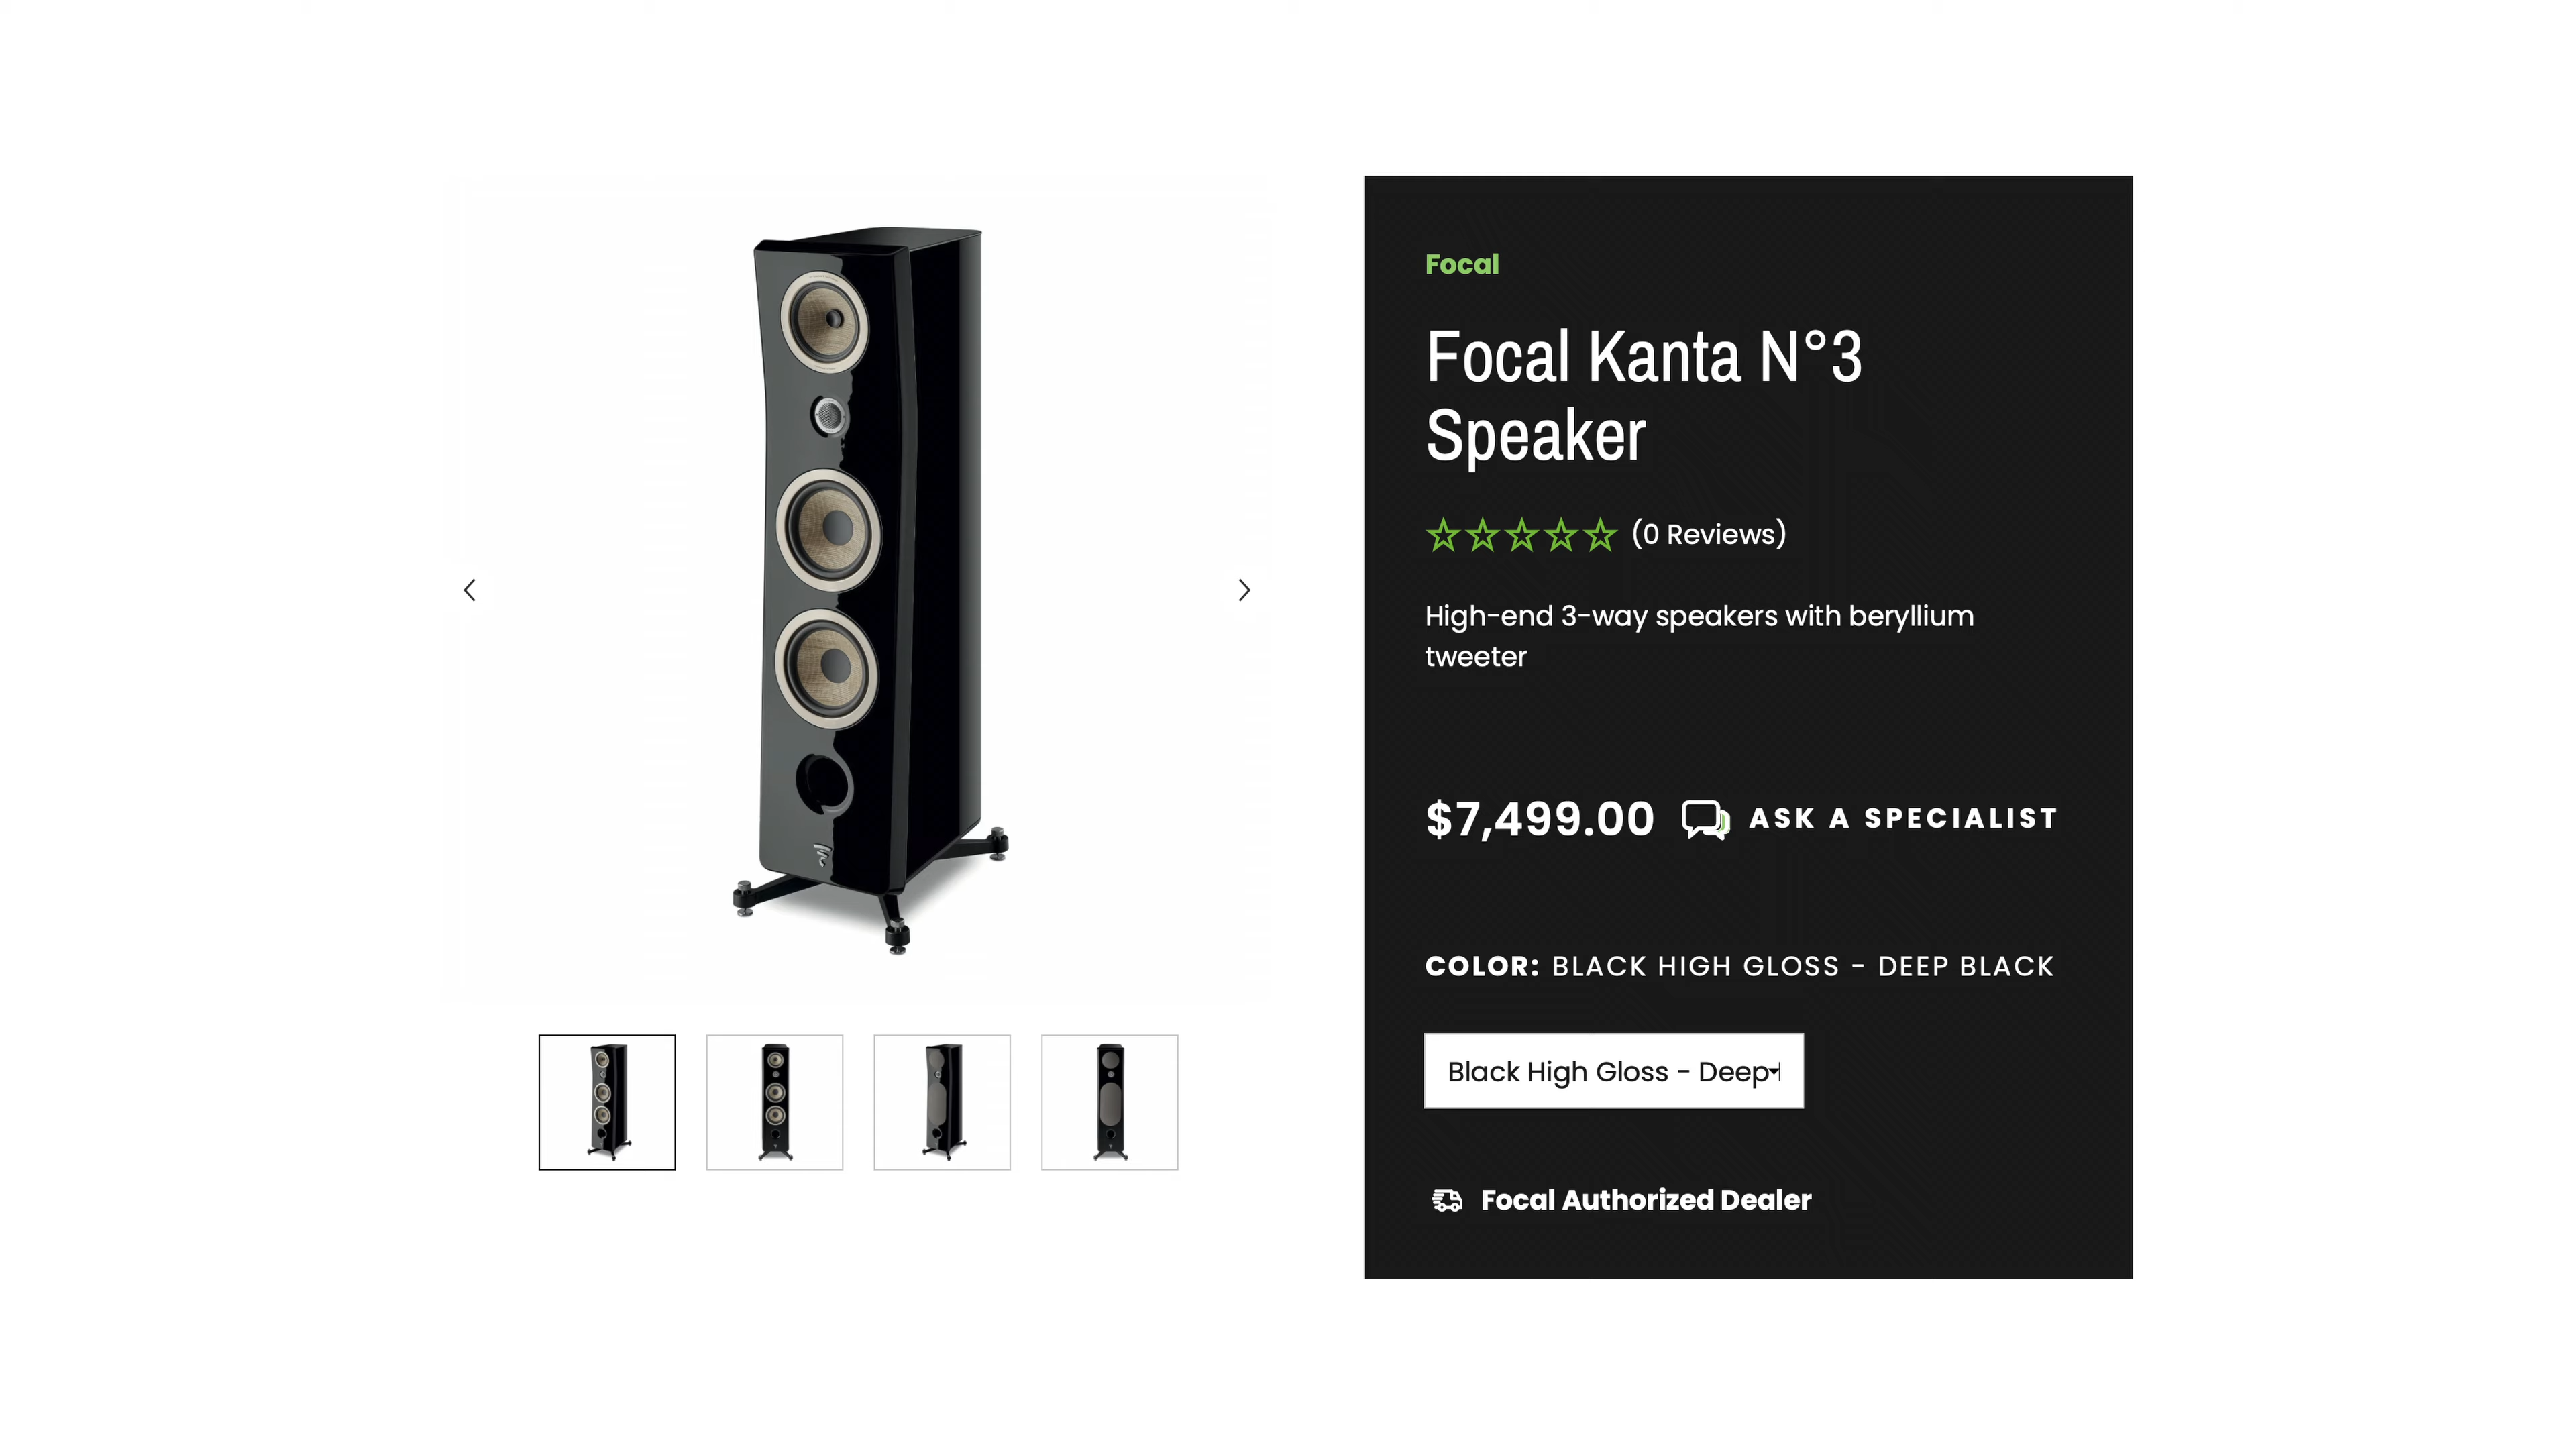 Focal
Focal Kanta N°3
Speaker
(0 Reviews)
High-end 3-way speakers with beryllium
tweeter
$7,499.00 ASK A SPECIALIST
COLOR: BLACK HIGH GLOSS - DEEP BLACK
Black High Gloss - Deep
Focal Authorized Dealer